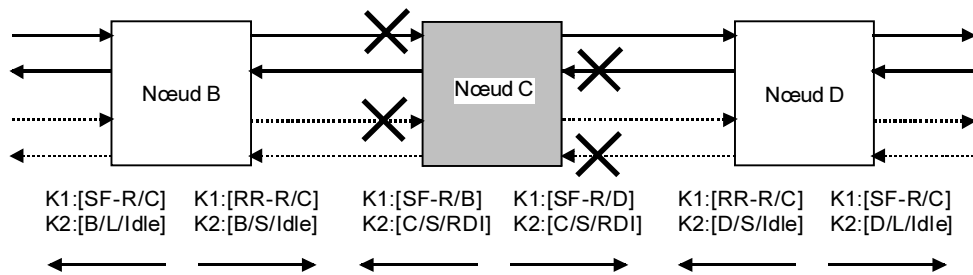 Nœud B
Nœud C
Nœud D
K1:[SF-R/C] K1:[RR-R/C] K1:[SF-R/B] K1:[SF-R/D] K1:[RR-R/C] K1:[SF-R/C]
K2:[B/L/Idle] K2:[B/S/Idle] K2:[C/S/RDI] K2:[C/S/RDI] K2:[D/S/Idle] K2:[D/L/Idle]